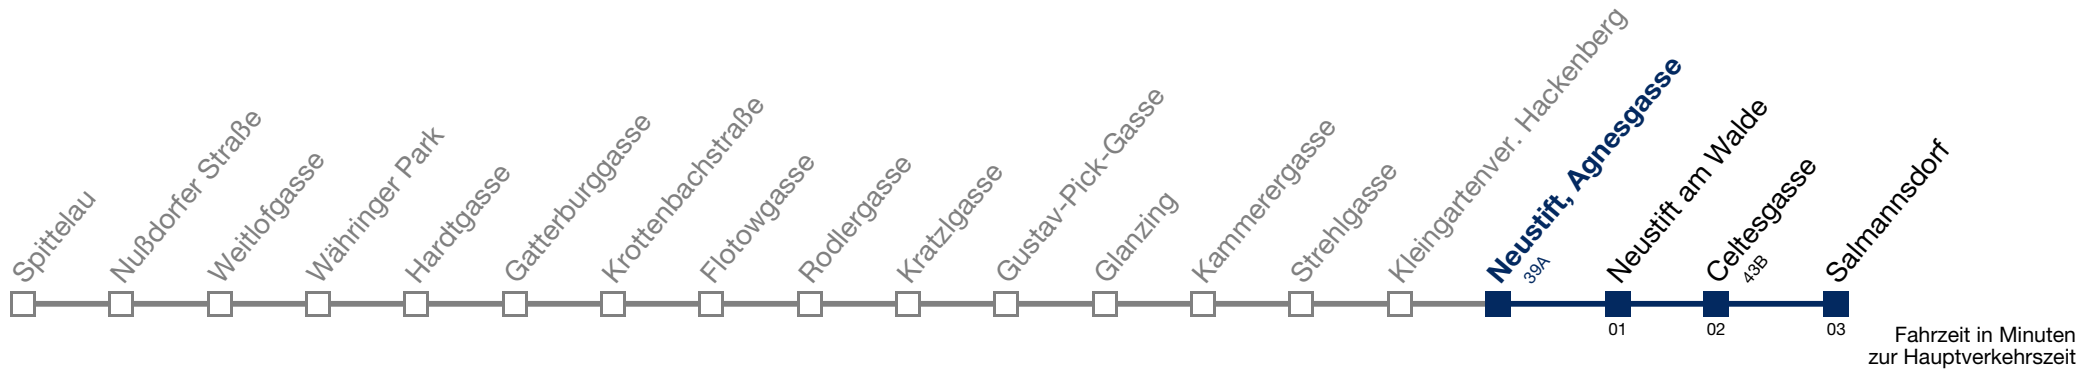 Spittelau
Nußdorfer Straße
Weitlofgasse
Währinger Park
Hardtgasse
Gatterburggasse
Krottenbachstraße
Flotowgasse
Rodlergasse
Kratzlgasse
Gustav-Pick-Gasse
Glanzing
Kammerergasse
Strehlgasse
Kleingartenver. Hackenberg
Neustift, Agnesgasse
39A
Neustift am Walde
Celtesgasse
43B
Salmannsdorf
01
02
03
Fahrzeit in Minuten
zur Hauptverkehrszeit